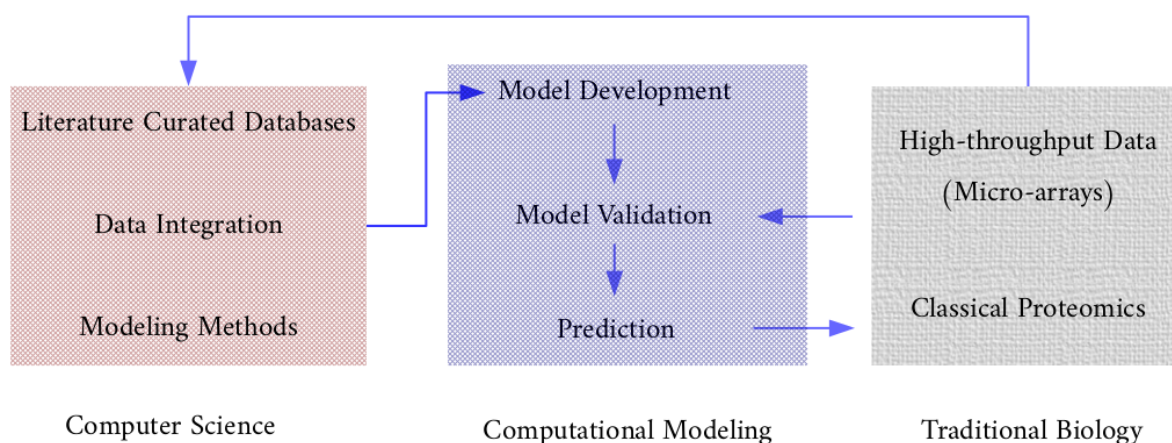 Literature Curated Databases
Data Integration
Modeling Methods
Computer Science
Model Development
Model Validation
Prediction
Computational Modeling
High-throughput Data
(Micro-arrays)
Classical Proteomics
Traditional Biology